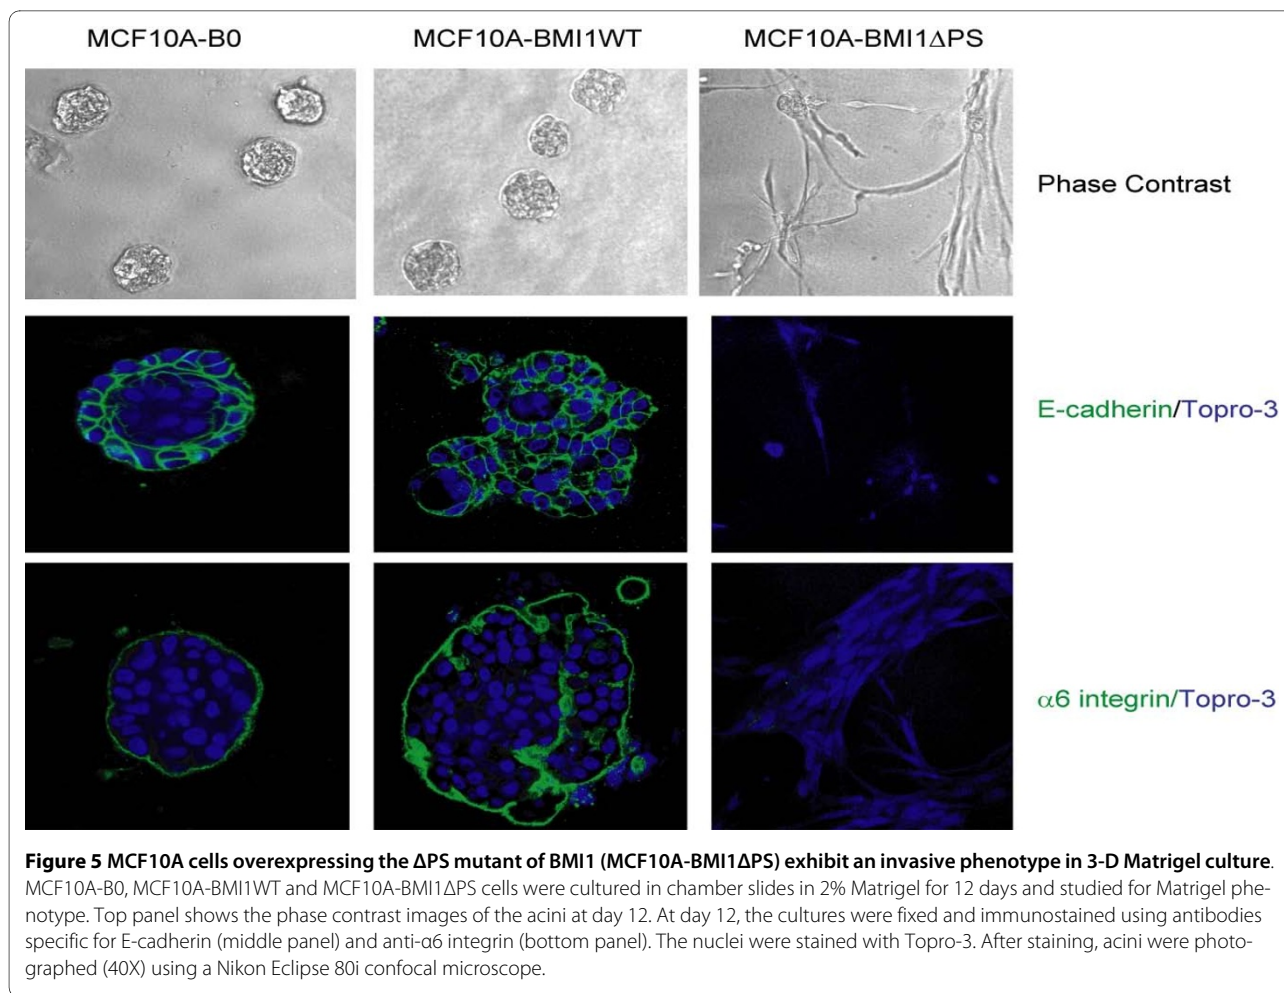 MCF10A-B0 MCF10A-BMI1WT MCF10A-BMI1ΔPS
Phase Contrast
E-cadherin/Topro-3
α6 integrin/Topro-3
Figure 5 MCF10A cells overexpressing the ΔPS mutant of BMI1 (MCF10A-BMI1ΔPS) exhibit an invasive phenotype in 3-D Matrigel culture.
MCF10A-B0, MCF10A-BMI1WT and MCF10A-BMI1ΔPS cells were cultured in chamber slides in 2% Matrigel for 12 days and studied for Matrigel phe-
notype. Top panel shows the phase contrast images of the acini at day 12. At day 12, the cultures were fixed and immunostained using antibodies
specific for E-cadherin (middle panel) and anti-α6 integrin (bottom panel). The nuclei were stained with Topro-3. After staining, acini were photo-
graphed (40X) using a Nikon Eclipse 80i confocal microscope.